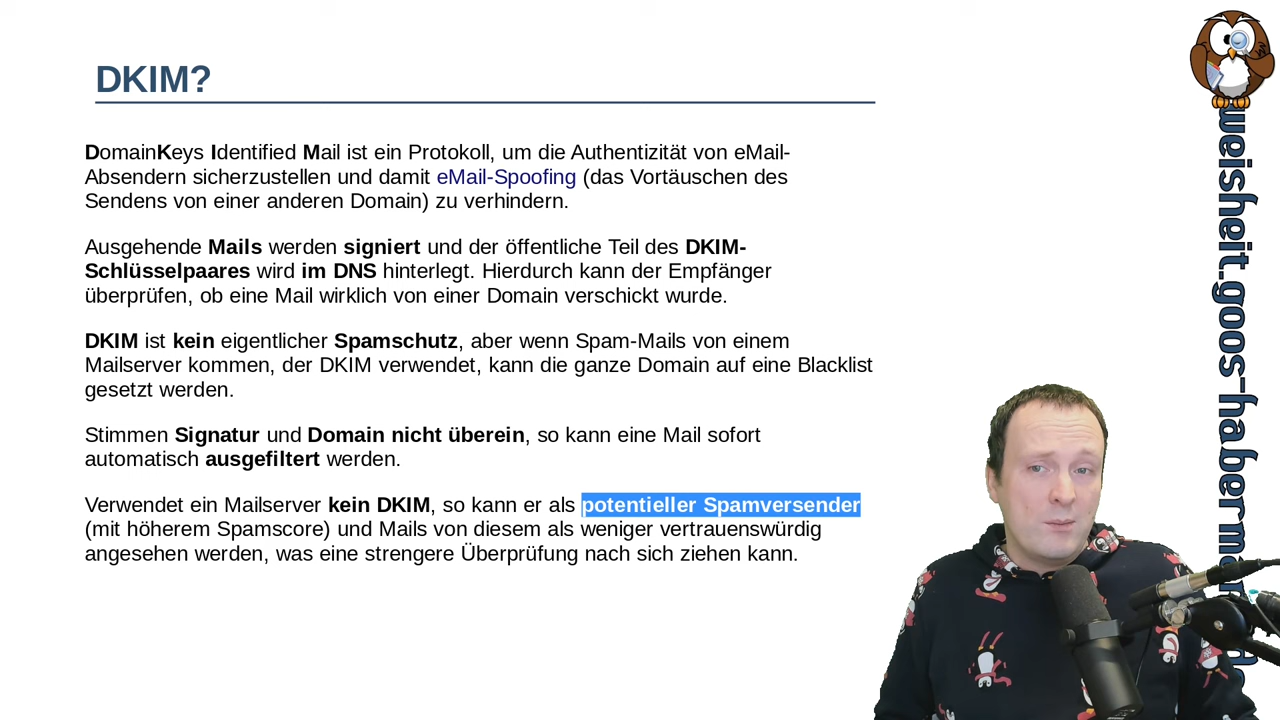 DKIM?
DomainKeys Identified Mail ist ein Protokoll, um die Authentizität von eMail-
Absendern sicherzustellen und damit eMail-Spoofing (das Vortäuschen des
Sendens von einer anderen Domain) zu verhindern.
Ausgehende Mails werden signiert und der öffentliche Teil des DKIM-
Schlüsselpaares wird im DNS hinterlegt. Hierdurch kann der Empfänger
überprüfen, ob eine Mail wirklich von einer Domain verschickt wurde.
DKIM ist kein eigentlicher Spamschutz, aber wenn Spam-Mails von einem
Mailserver kommen, der DKIM verwendet, kann die ganze Domain auf eine Blacklist
gesetzt werden.
Stimmen Signatur und Domain nicht überein, so kann eine Mail sofort
automatisch ausgefiltert werden.
Verwendet ein Mailserver kein DKIM, so kann er als potentieller Spamversender
(mit höherem Spamscore) und Mails von diesem als weniger vertrauenswürdig
angesehen werden, was eine strengere Überprüfung nach sich ziehen kann.
weisheit.goos-haberma